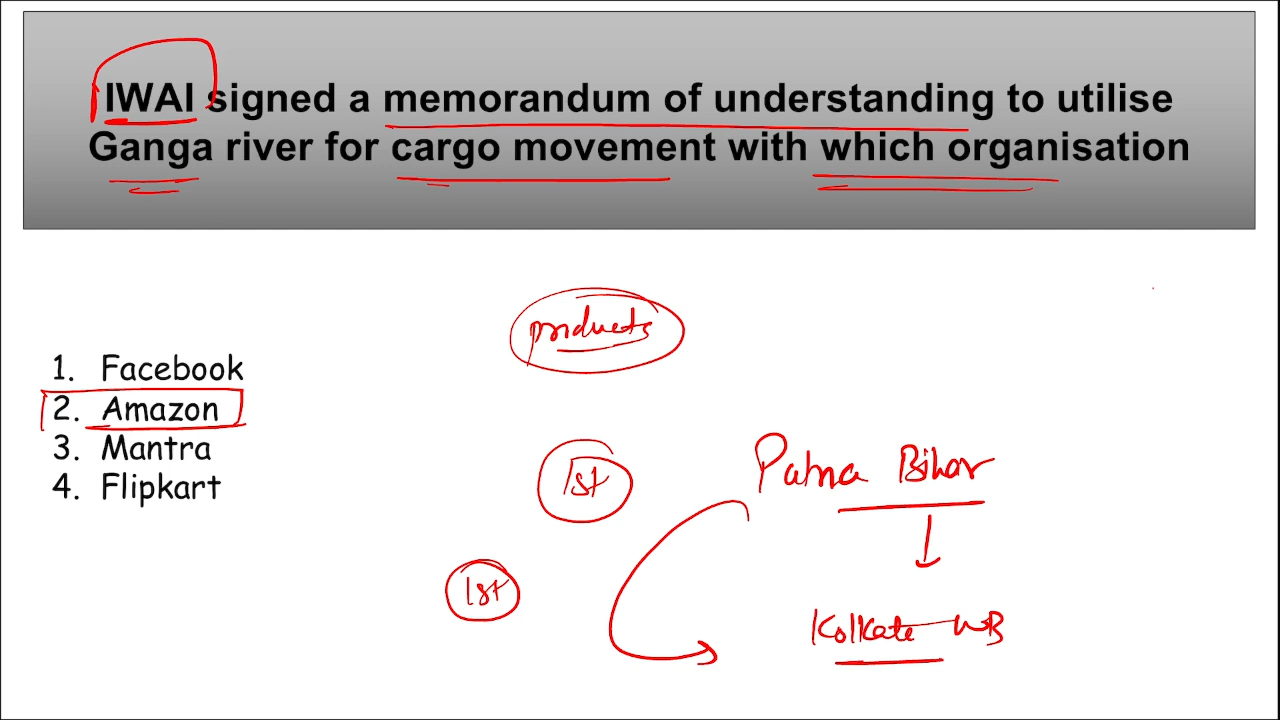 IWAI signed a memorandum of understanding to utilise
Ganga river for cargo movement with which organisation
products
1. Facebook
2. Amazon
3. Mantra
4. Flipkart
1st
Patna Bihar
1st
Kolkata WB